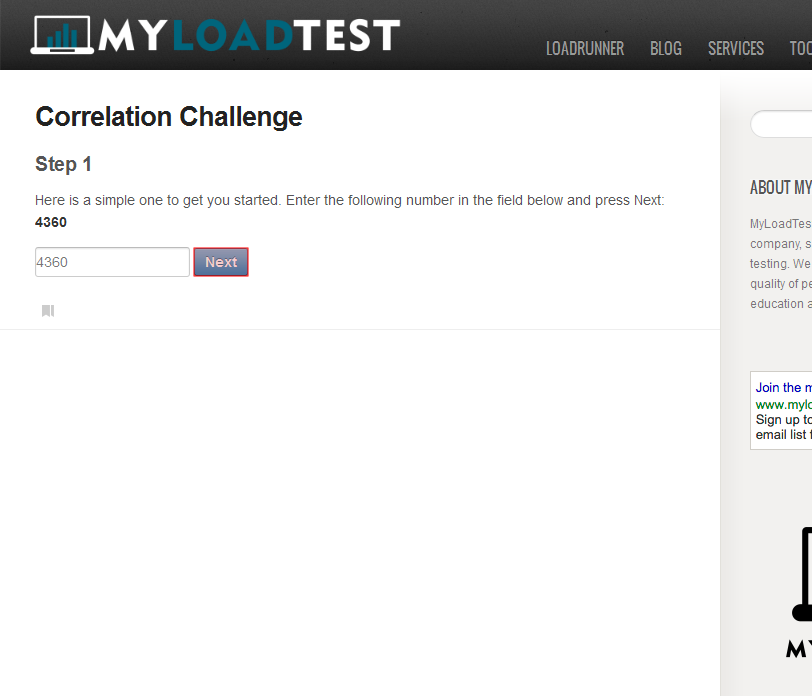 MYLOADTEST
LOADRUNNER BLOG SERVICES TOO
Correlation Challenge
Step 1
Here is a simple one to get you started. Enter the following number in the field below and press Next:
4360
4360 Next
ABOUT MY
MyLoadTes
company, s
testing. We
quality of pe
education a
Join the m
www.mylo
Sign up to
email list f
MY